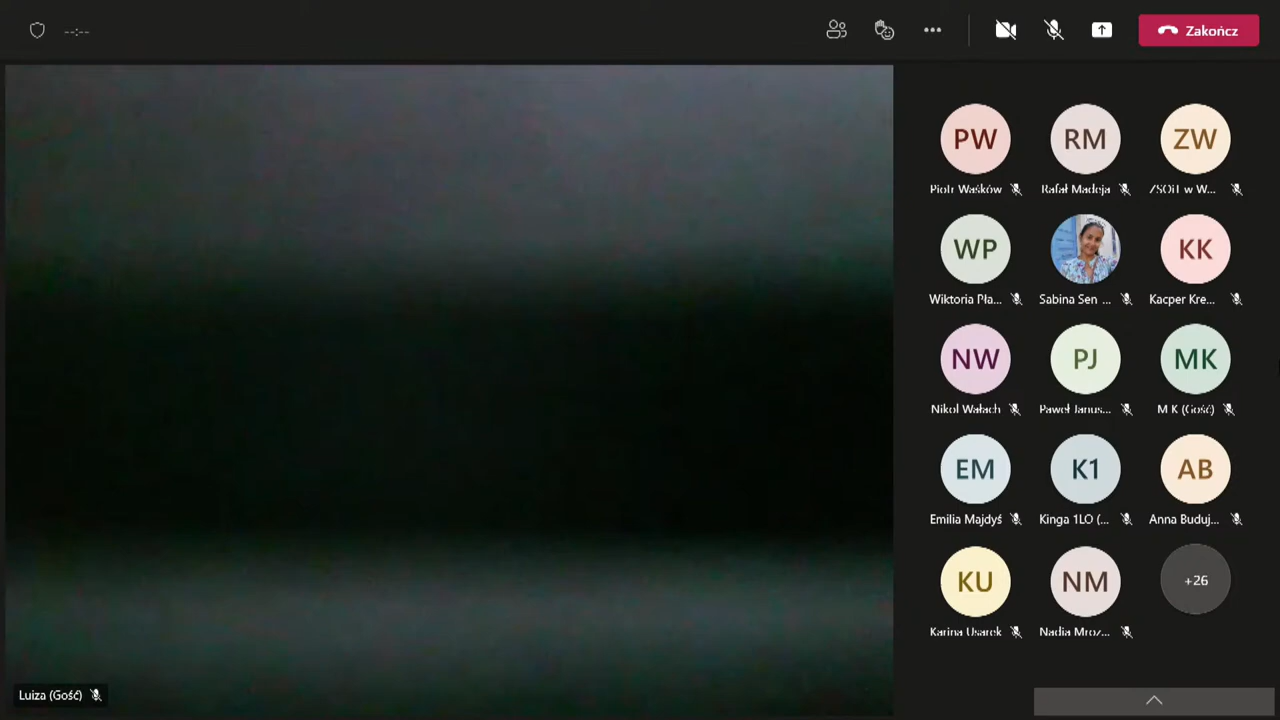 --:--
Zakończ
PW
RM
ZW
Piotr Waśków
Rafał Madeja
ZSOiT w W...
WP
KK
Wiktoria Pła...
Sabina Sen ...
Kacper Kre...
NW
PJ
MK
Nikol Wałach
Paweł Janus...
M K (Gość)
EM
K1
AB
Emilia Majdyś
Kinga 1LO (...
Anna Buduj...
KU
NM
+26
Karina Usarek
Nadia Mroz...
Luiza (Gość)